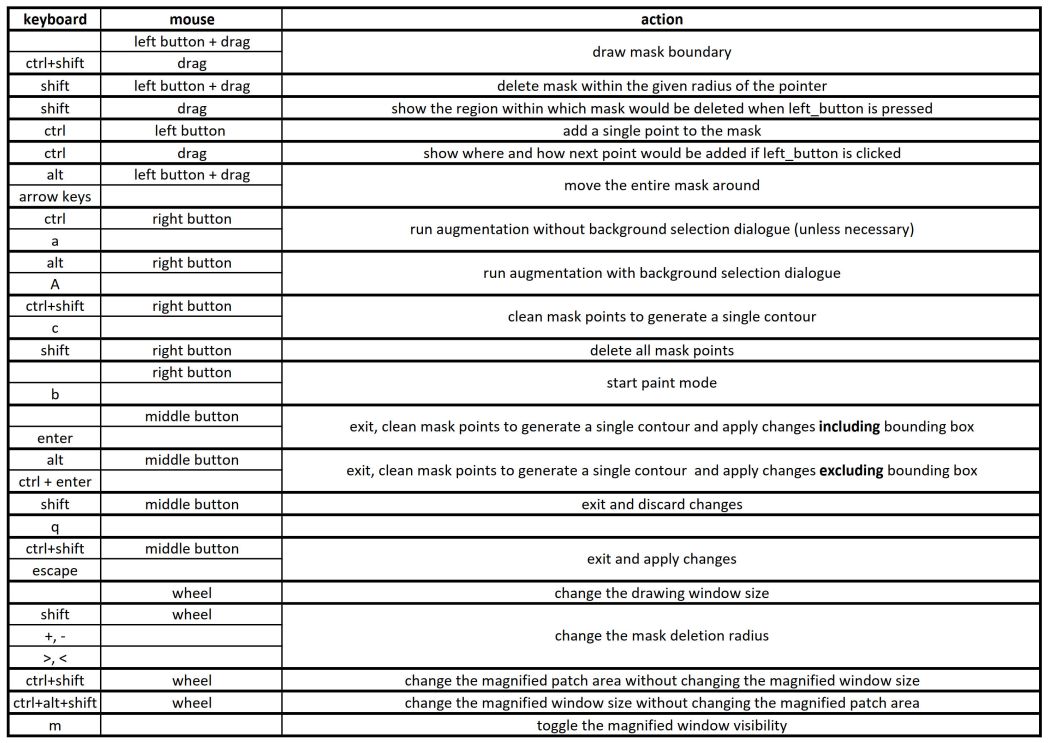 keyboard mouse action
left button + drag
draw mask boundary
ctrl+shift drag
shift left button + drag delete mask within the given radius of the pointer
shift drag show the region within which mask would be deleted when left_button is pressed
ctrl left button add a single point to the mask
ctrl drag show where and how next point would be added if left_button is clicked
alt left button + drag
move the entire mask around
arrow keys
ctrl right button
run augmentation without background selection dialogue (unless necessary)
a
alt right button
run augmentation with background selection dialogue
A
ctrl+shift right button
clean mask points to generate a single contour
c
shift right button delete all mask points
right button
start paint mode
b
middle button
exit, clean mask points to generate a single contour and apply changes including bounding box
enter
alt middle button
exit, clean mask points to generate a single contour and apply changes excluding bounding box
ctrl + enter
shift middle button exit and discard changes
q
ctrl+shift middle button
exit and apply changes
escape
wheel change the drawing window size
shift wheel
+, - change the mask deletion radius
>, <
ctrl+shift wheel change the magnified patch area without changing the magnified window size
ctrl+alt+shift wheel change the magnified window size without changing the magnified patch area
m toggle the magnified window visibility